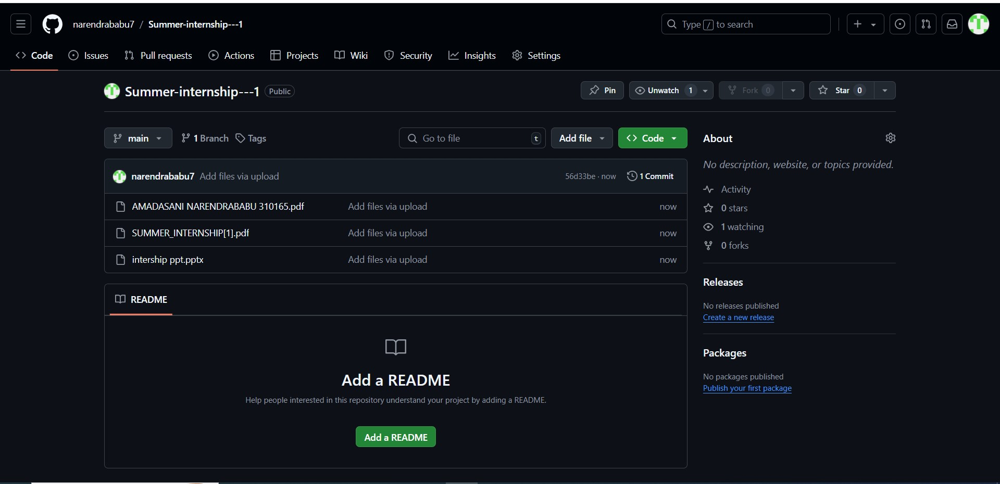 narendrababu7 / Summer-internship---1
Type / to search
Code Issues Pull requests Actions Projects Wiki Security Insights Settings
Summer-internship---1 Public
Pin Unwatch 1 Fork 0 Star 0
main 1 Branch Tags Go to file t Add file Code
narendrababu7 Add files via upload 56d33be · now 1 Commit
AMADASANI NARENDRABABU 310165.pdf Add files via upload now
SUMMER_INTERNSHIP[1].pdf Add files via upload now
intership ppt.pptx Add files via upload now
README
Add a README
Help people interested in this repository understand your project by adding a README.
Add a README
About
No description, website, or topics provided.
Activity
0 stars
1 watching
0 forks
Releases
No releases published
Create a new release
Packages
No packages published
Publish your first package